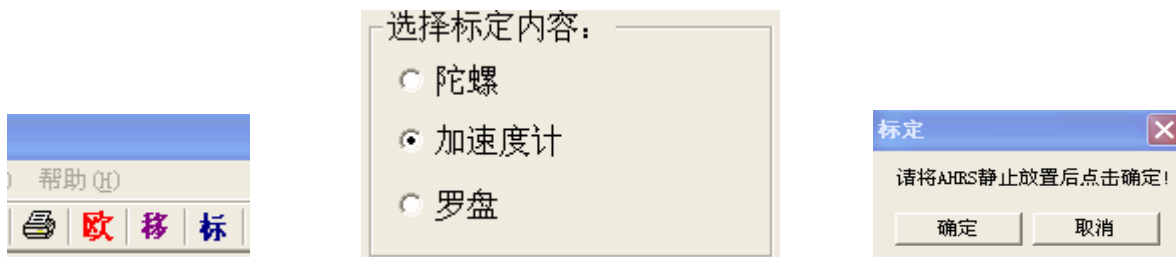 帮助(H)
欧 移 标
选择标定内容：
陀螺
加速度计
罗盘
标定
请将AHRS静止放置后点击确定！
确定 取消